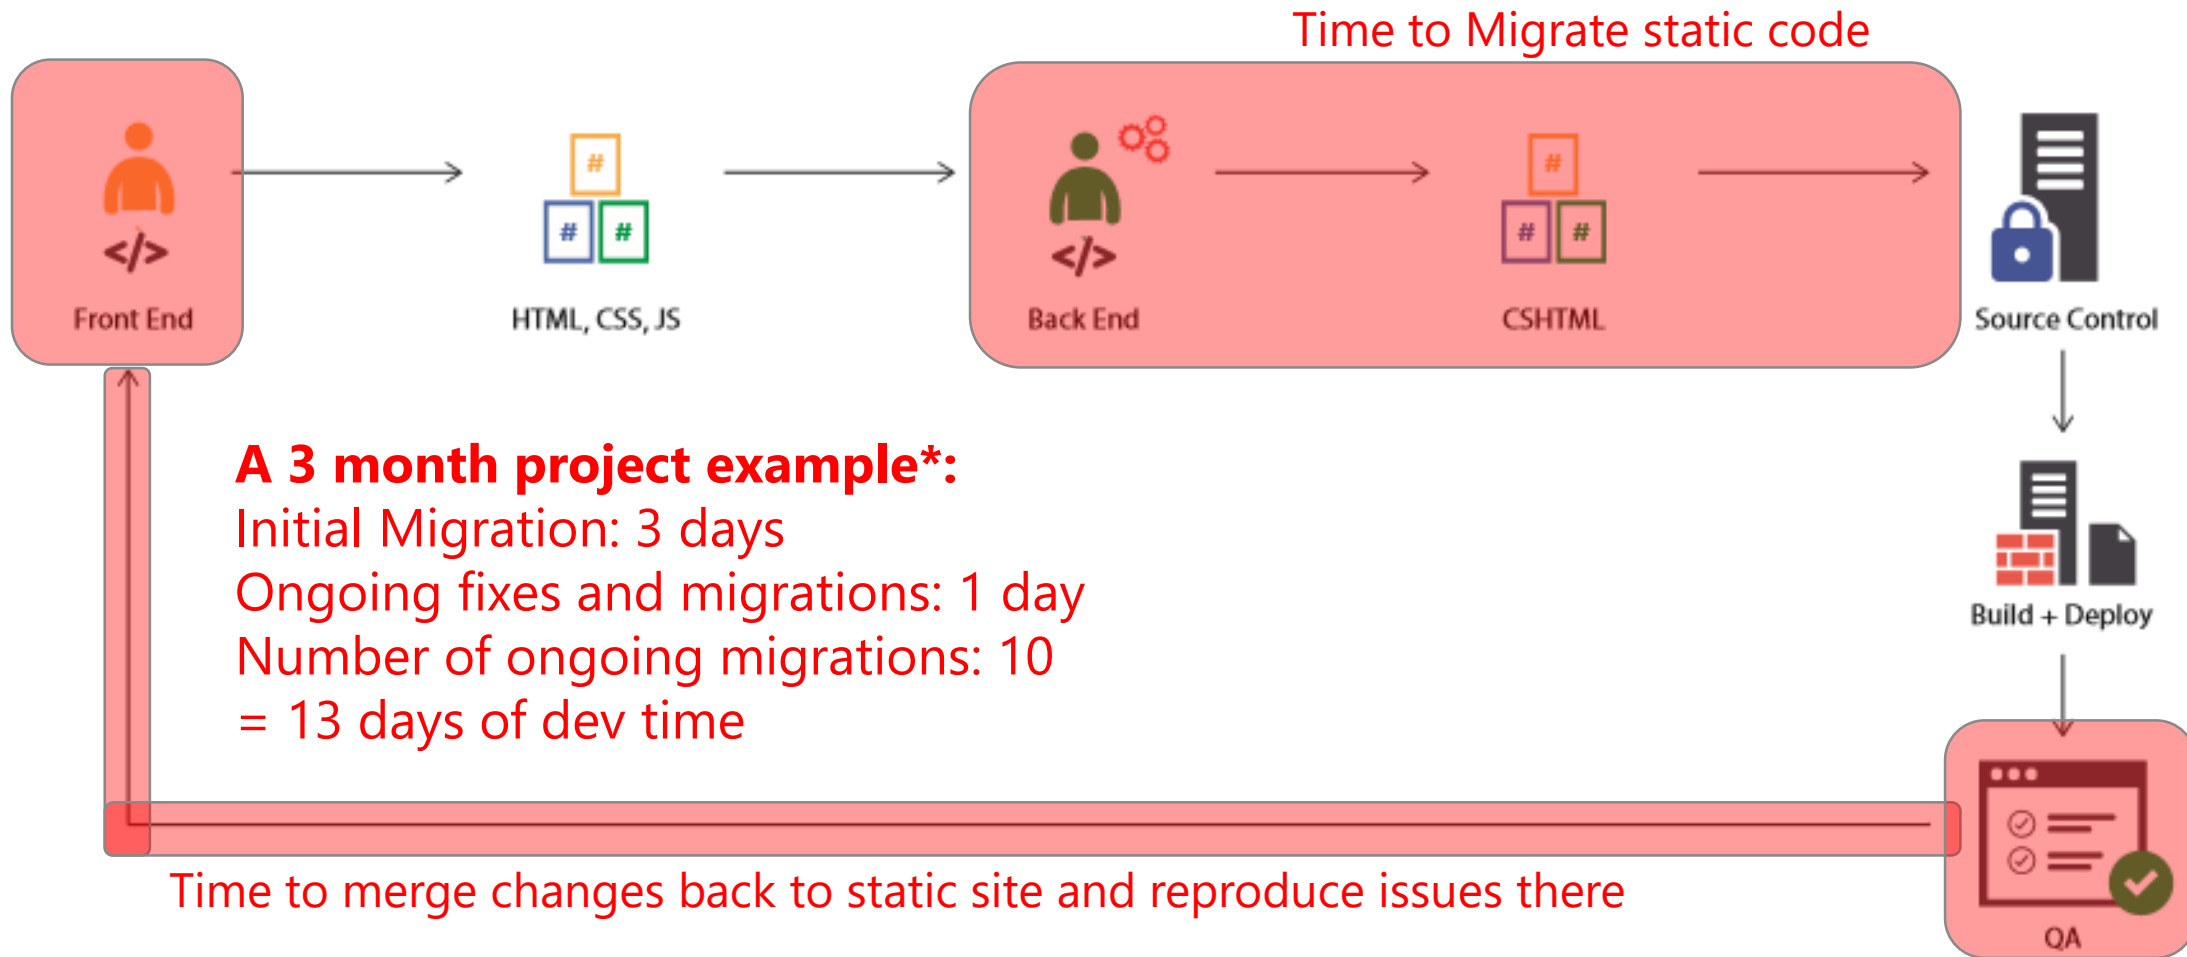 Time to Migrate static code
#
# #
</>
Front End
HTML, CSS, JS
</>
Back End
#
# #
CSHTML
Source Control
A 3 month project example*:
Initial Migration: 3 days
Ongoing fixes and migrations: 1 day
Number of ongoing migrations: 10
= 13 days of dev time
Build + Deploy
Time to merge changes back to static site and reproduce issues there
QA